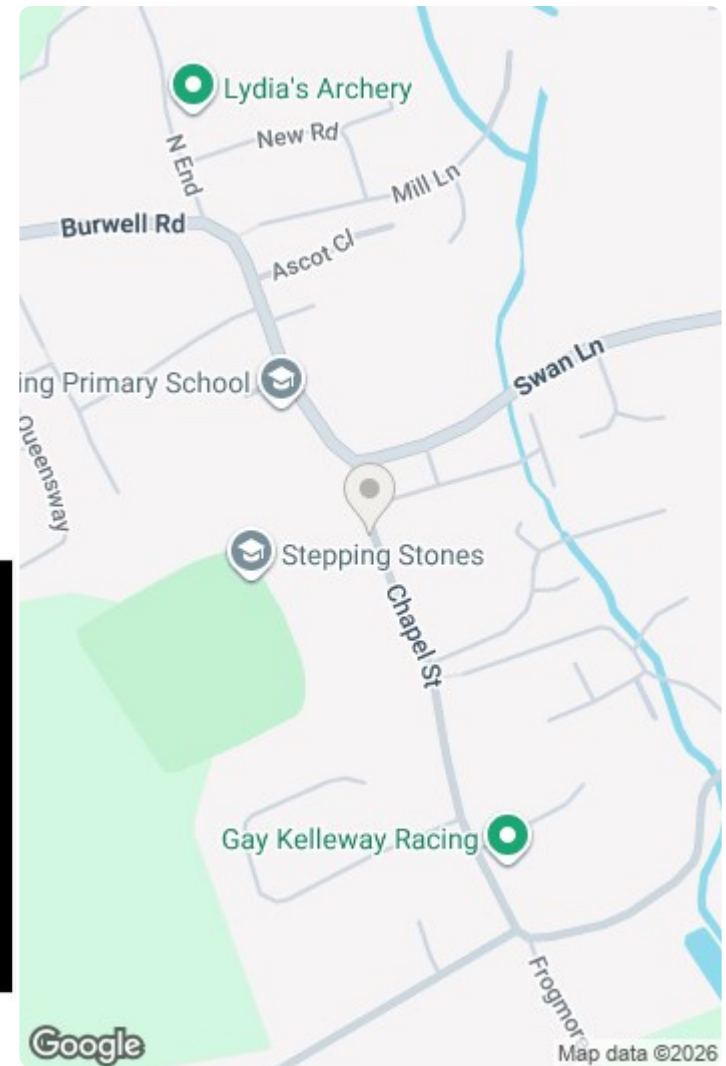 Lydia's Archery
New Rd
N End
Mill Ln
Burwell Rd
Ascot Cl
Swan Ln
ing Primary School
Queensway
Stepping Stones
Chapel St
Gay Kelleway Racing
Frogmore
Google
Map data ©2026